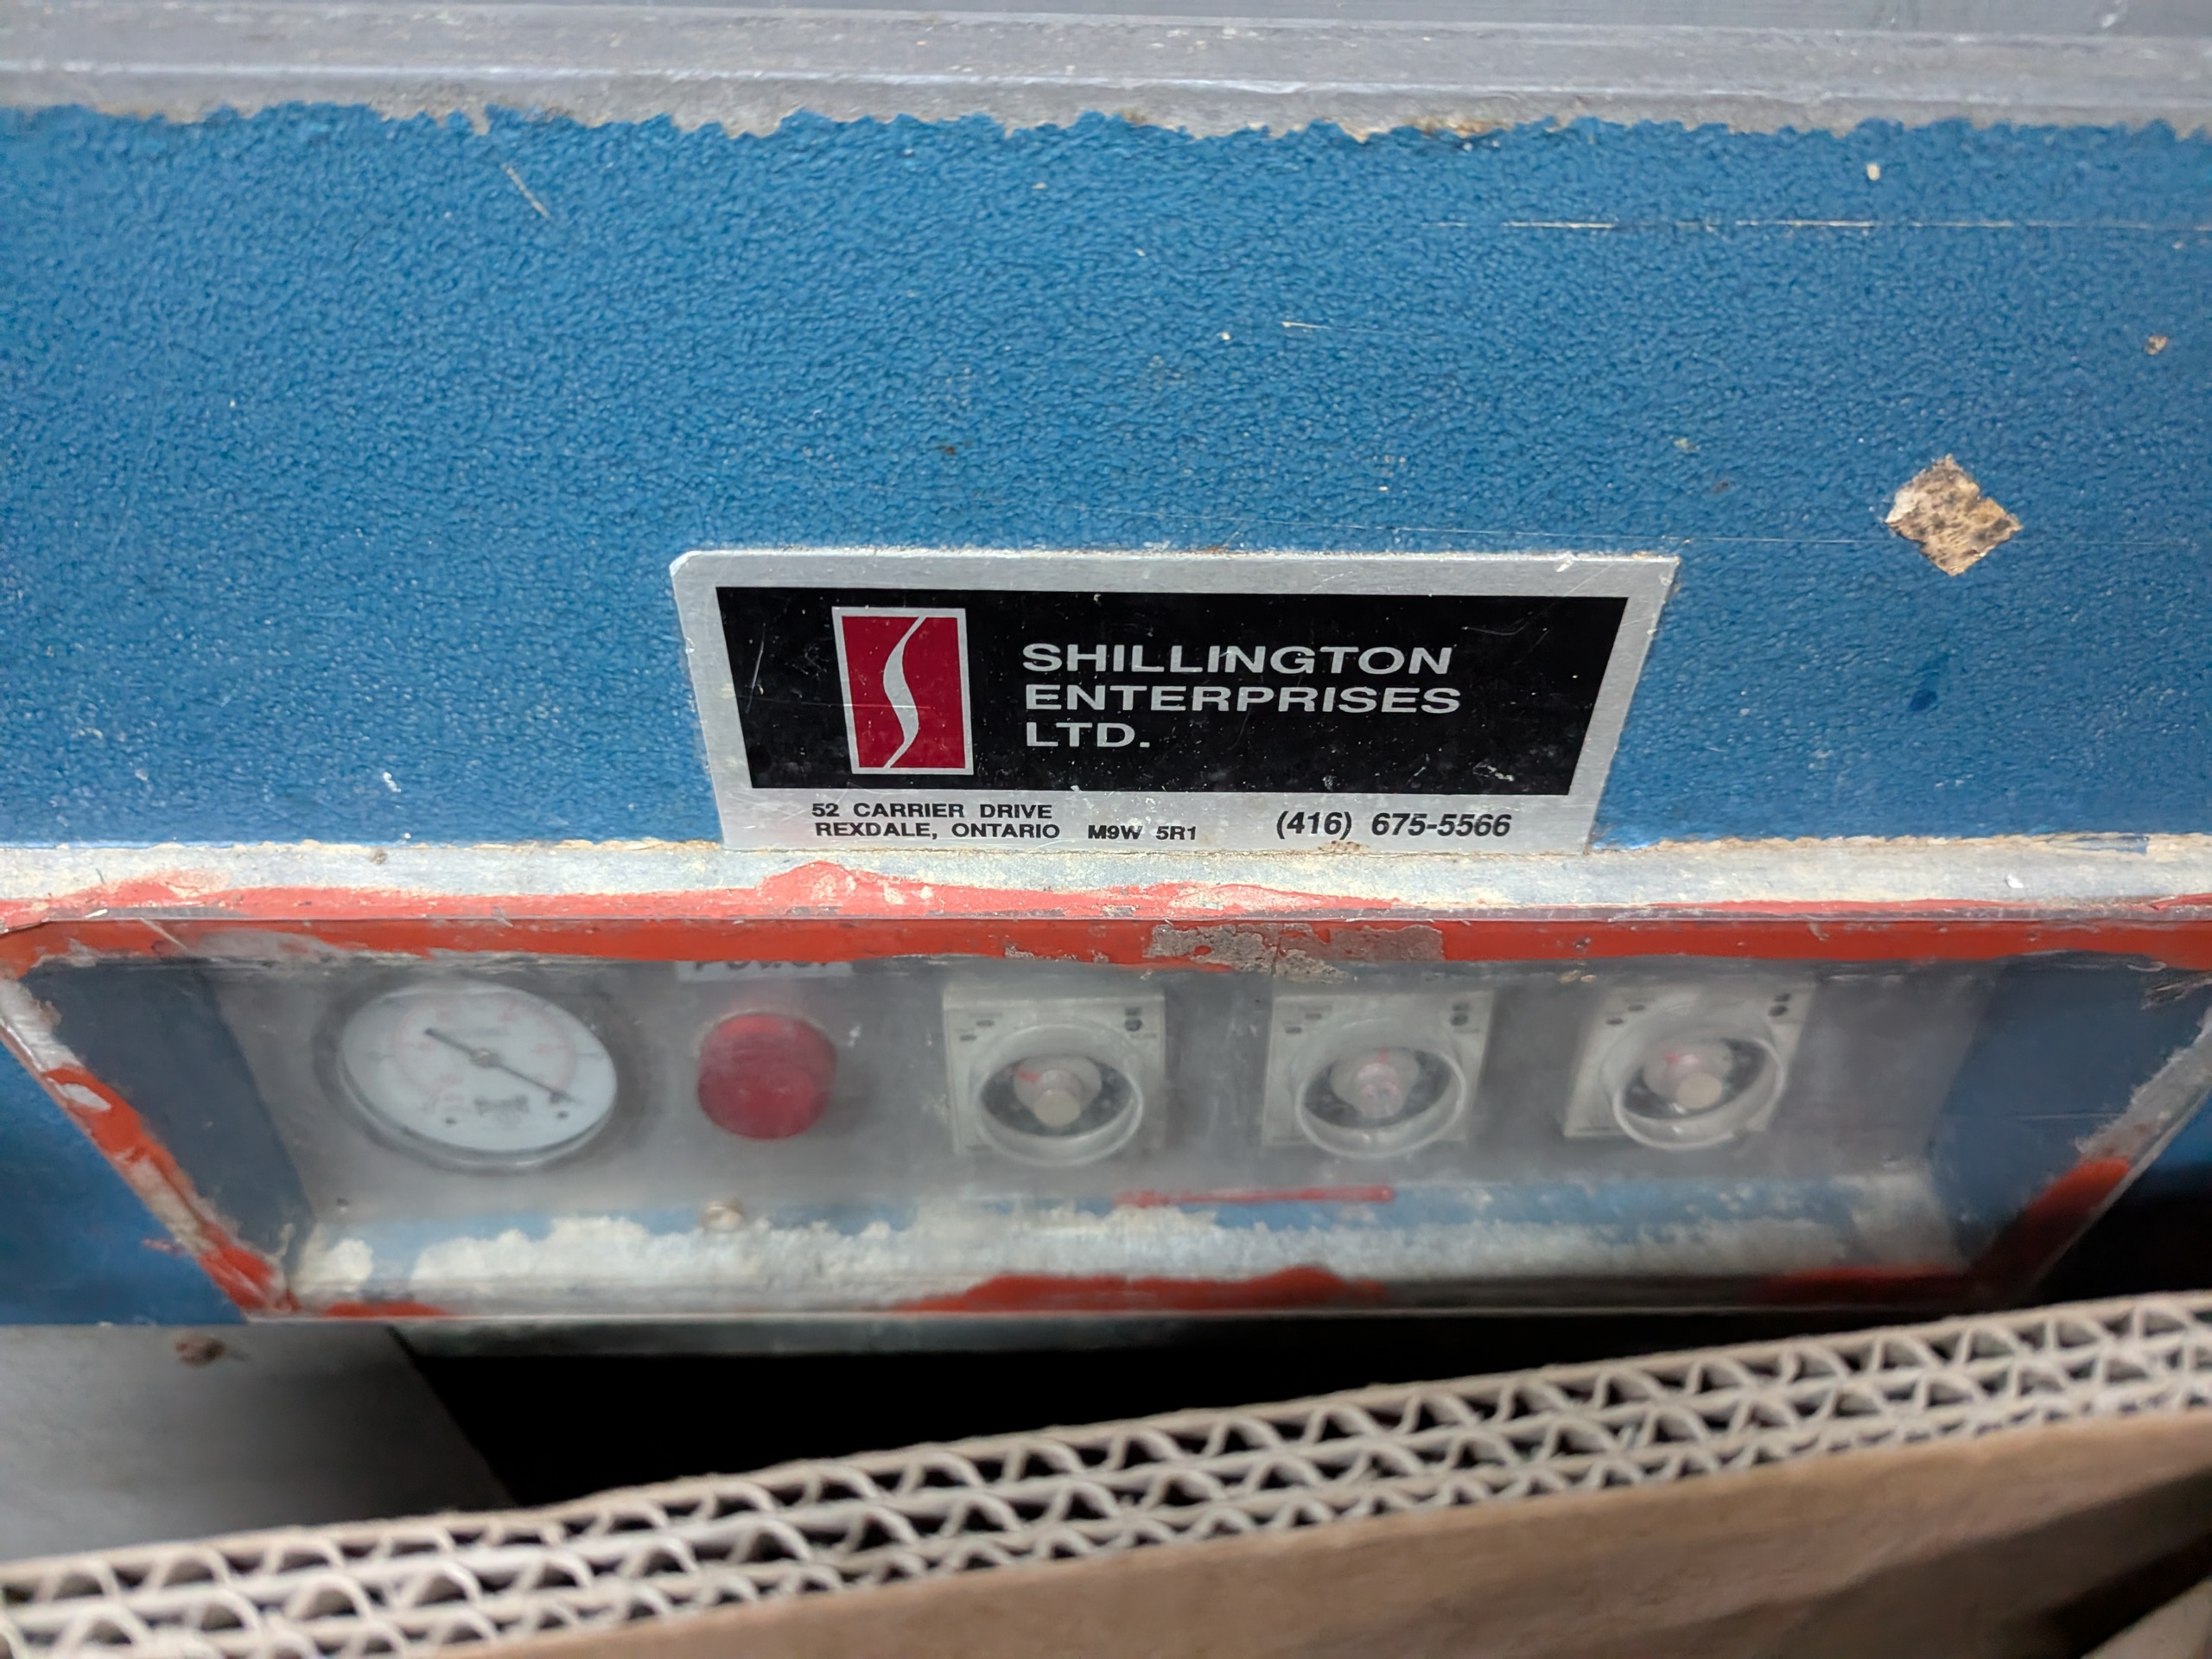 SHILLINGTON
ENTERPRISES
LTD.
52 CARRIER DRIVE
REXDALE, ONTARIO M9W 5R1
(416) 675-5566